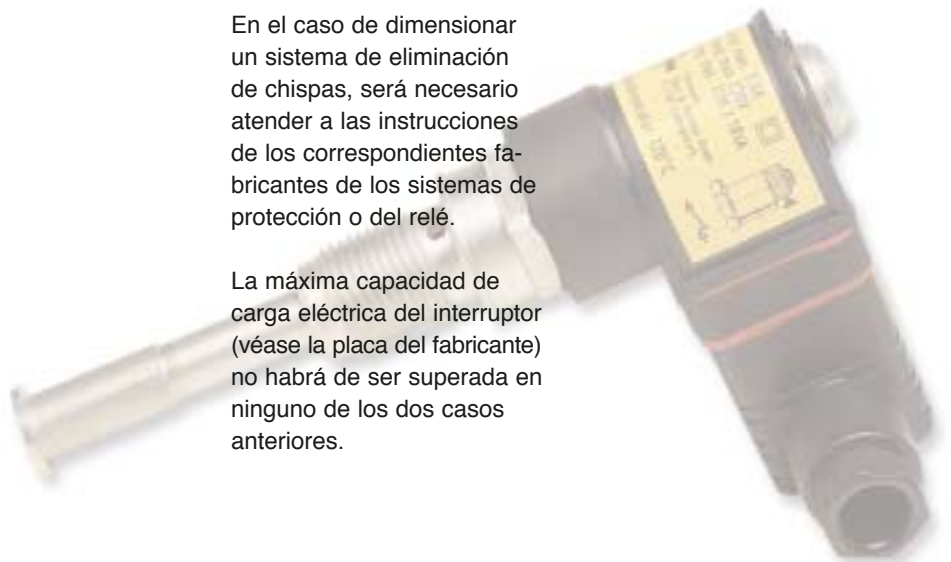 En el caso de dimensionar
un sistema de eliminación
de chispas, será necesario
atender a las instrucciones
de los correspondientes fa-
bricantes de los sistemas de
protección o del relé.
La máxima capacidad de
carga eléctrica del interruptor
(véase la placa del fabricante)
no habrá de ser superada en
ninguno de los dos casos
anteriores.